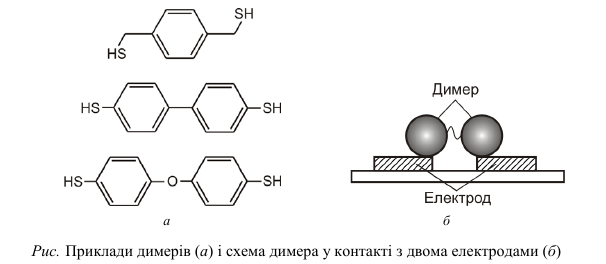 SH
HS
HS
SH
HS
O
SH
а
Димер
Електрод
б
Рис. Приклади димерів (а) і схема димера у контакті з двома електродами (б)